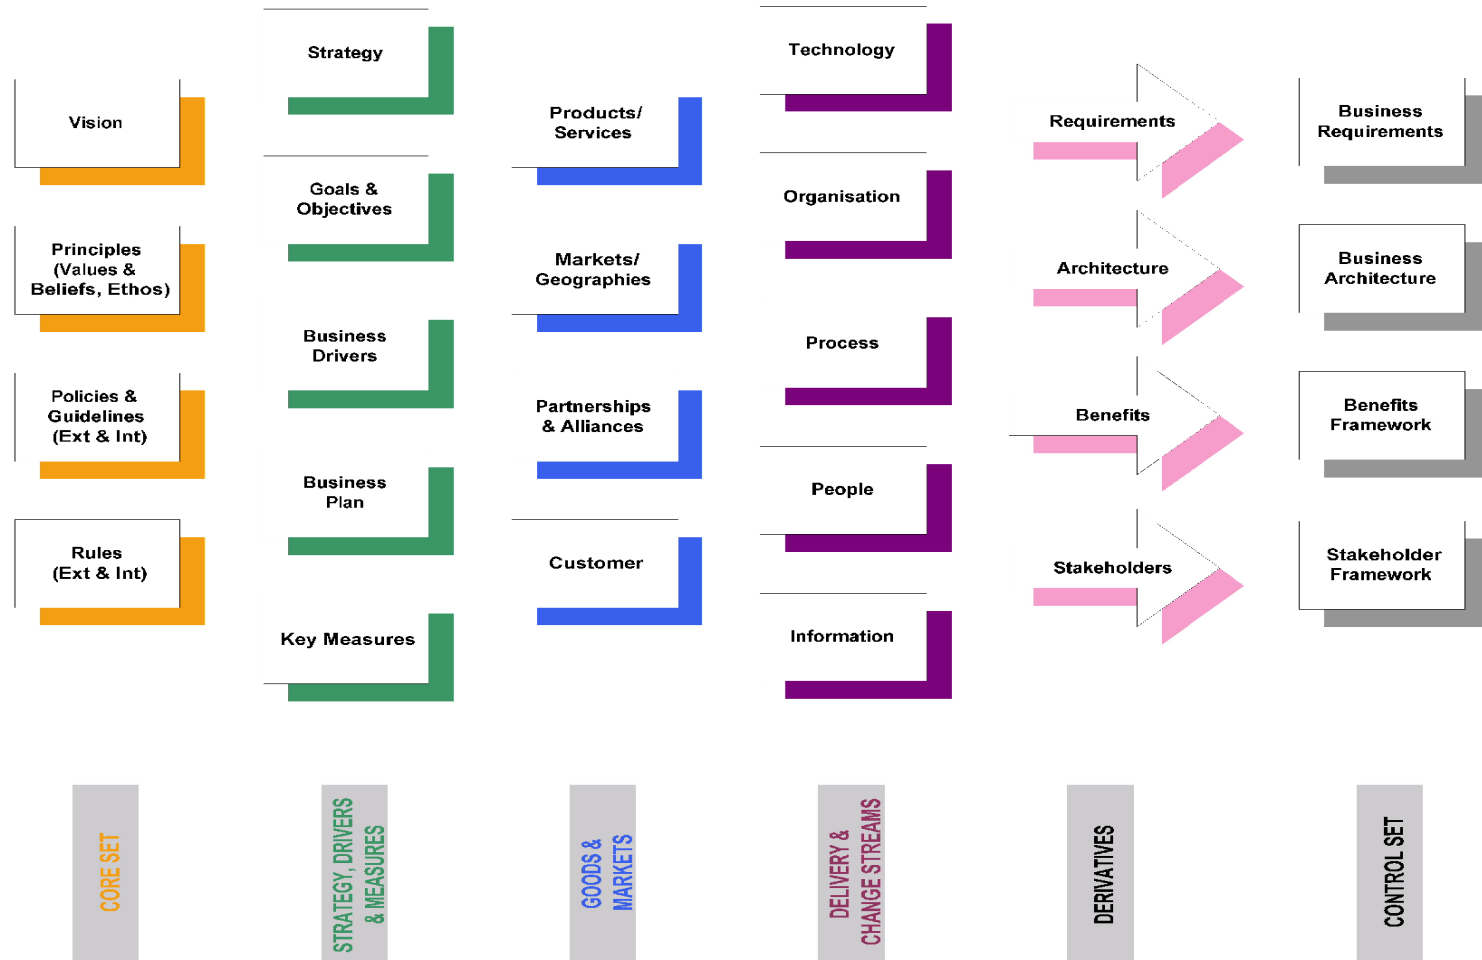 Vision
Principles
(Values &
Beliefs, Ethos)
Policies &
Guidelines
(Ext & Int)
Rules
(Ext & Int)
CORE SET
Strategy
Goals &
Objectives
Business
Drivers
Business
Plan
Key Measures
STRATEGY, DRIVERS
& MEASURES
Products/
Services
Markets/
Geographies
Partnerships
& Alliances
Customer
GOODS &
MARKETS
Technology
Organisation
Process
People
Information
DELIVERY &
CHANGE STREAMS
Requirements
Architecture
Benefits
Stakeholders
DERIVATIVES
Business
Requirements
Business
Architecture
Benefits
Framework
Stakeholder
Framework
CONTROL SET